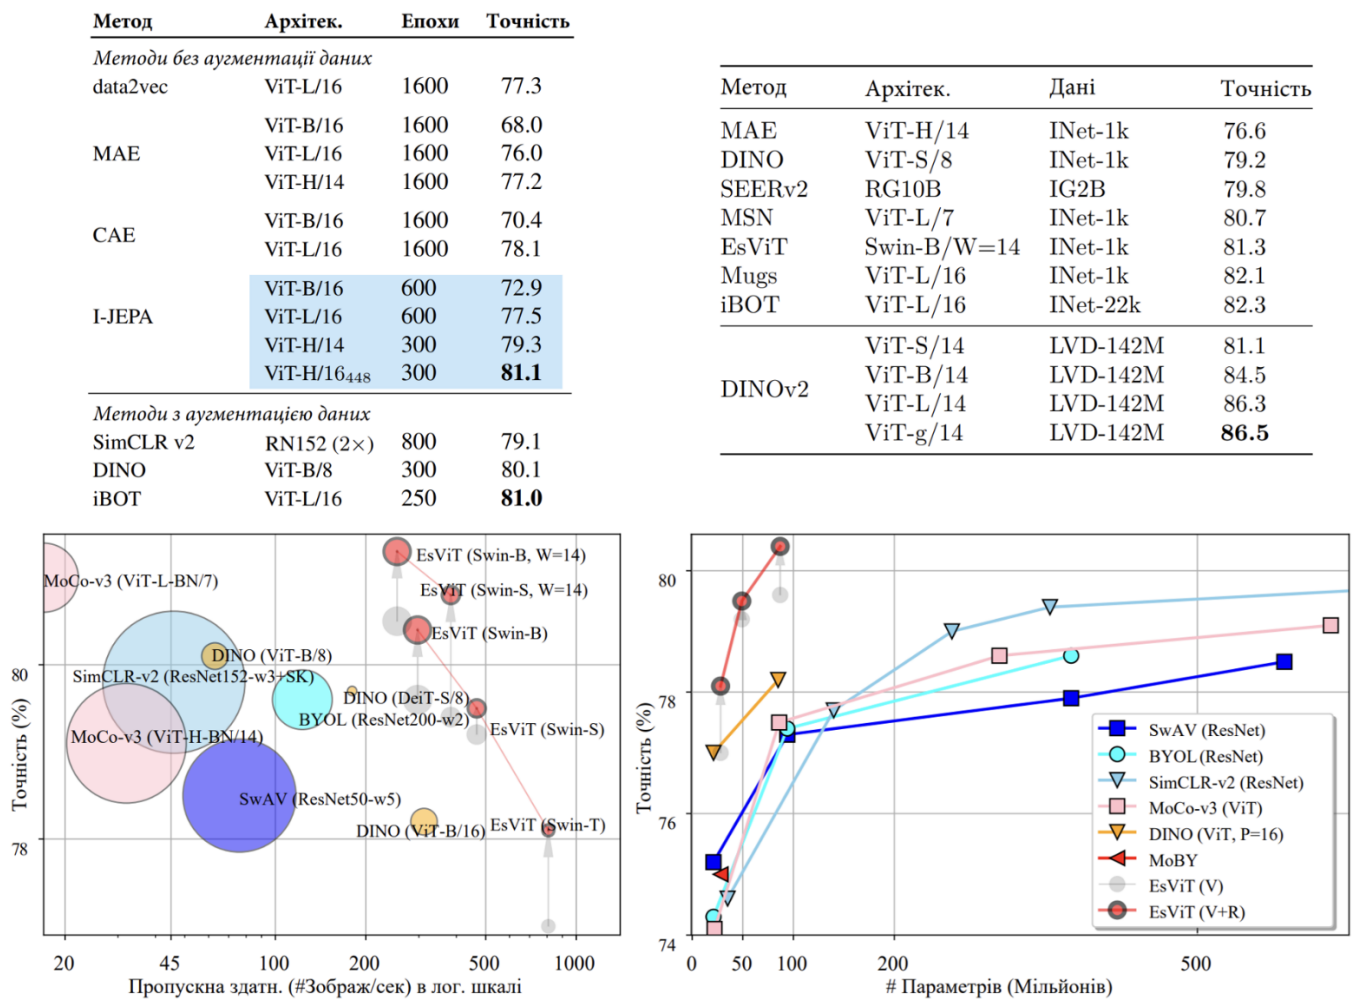 Метод Архітек. Епохи Точність
Методи без аугментації даних
data2vec ViT-L/16 1600 77.3
ViT-B/16 1600 68.0
MAE ViT-L/16 1600 76.0
ViT-H/14 1600 77.2
CAE ViT-B/16 1600 70.4
ViT-L/16 1600 78.1
ViT-B/16 600 72.9
I-JEPA ViT-L/16 600 77.5
ViT-H/14 300 79.3
ViT-H/16448 300 81.1
Методи з аугментацією даних
SimCLR v2 RN152 (2×) 800 79.1
DINO ViT-B/8 300 80.1
iBOT ViT-L/16 250 81.0
Метод Архітек. Дані Точність
MAE ViT-H/14 INet-1k 76.6
DINO ViT-S/8 INet-1k 79.2
SEERv2 RG10B IG2B 79.8
MSN ViT-L/7 INet-1k 80.7
EsViT Swin-B/W=14 INet-1k 81.3
Mugs ViT-L/16 INet-1k 82.1
iBOT ViT-L/16 INet-22k 82.3
ViT-S/14 LVD-142M 81.1
DINOv2 ViT-B/14 LVD-142M 84.5
ViT-L/14 LVD-142M 86.3
ViT-g/14 LVD-142M 86.5
EsViT (Swin-B, W=14)
MoCo-v3 (ViT-L-BN/7)
EsViT (Swin-S, W=14)
EsViT (Swin-B)
DINO (ViT-B/8)
SimCLR-v2 (ResNet152-w3+SK)
DINO (DeiT-S/8)
BYOL (ResNet200-w2)
EsViT (Swin-S)
MoCo-v3 (ViT-H-BN/14)
SwAV (ResNet50-w5)
EsViT (Swin-T)
DINO (ViT-B/16)
Точність (%)
80
78
20 45 100 200 500 1000
Пропускна здатн. (#Зображ/сек) в лог. шкалі
Точність (%)
80
78
76
74
SwAV (ResNet)
BYOL (ResNet)
SimCLR-v2 (ResNet)
MoCo-v3 (ViT)
DINO (ViT, P=16)
MoBY
EsViT (V)
EsViT (V+R)
0 50 100 200 500
# Параметрів (Мільйонів)